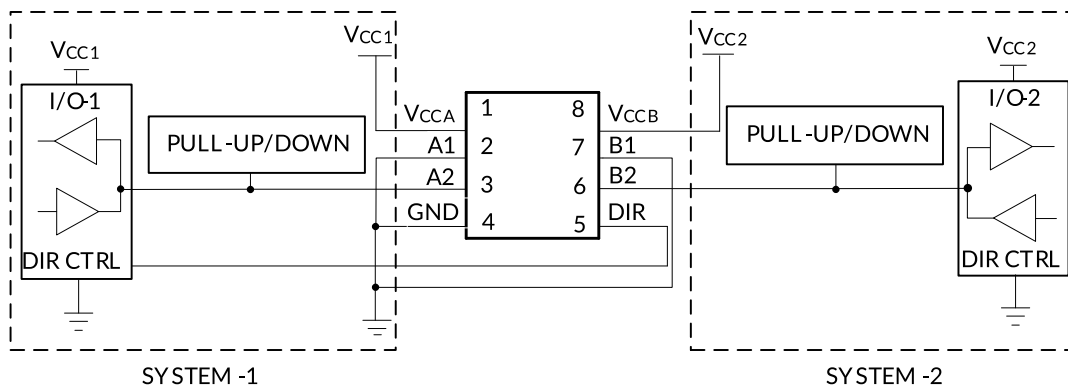 VCC1
I/O-1
DIR CTRL
PULL-UP/DOWN
VCC1
VCCA
A1
A2
GND
1
2
3
4
8
7
6
5
VCCB
B1
B2
DIR
VCC2
PULL-UP/DOWN
VCC2
I/O-2
DIR CTRL
SYSTEM -1
SYSTEM -2